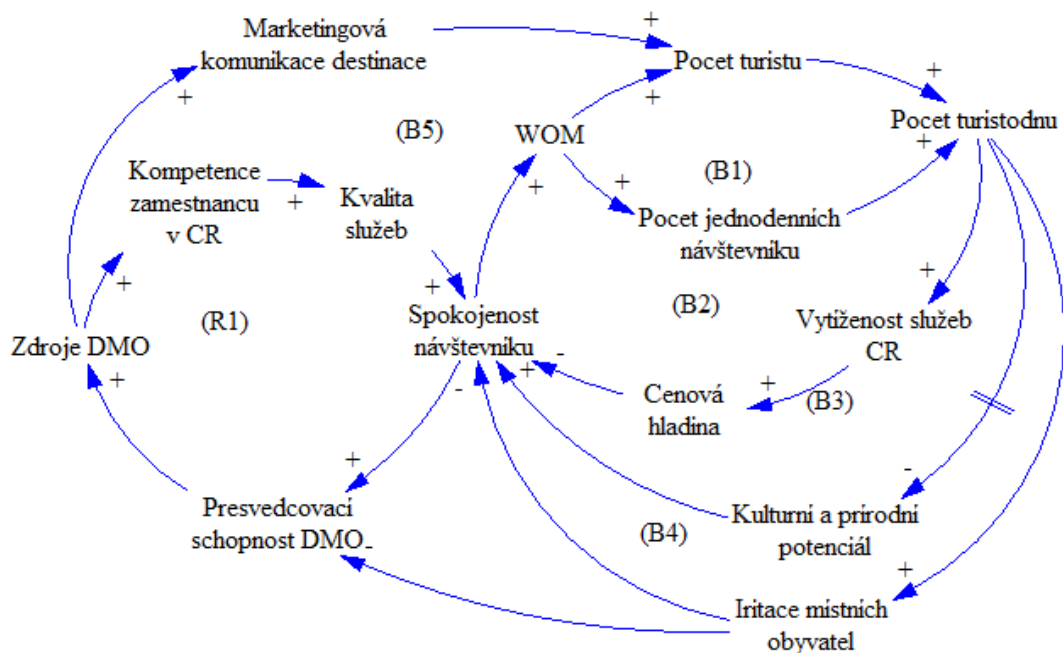 Marketingová
komunikace destinace
+
+
Pocet turistu
+
+
Pocet turistodnu
+
(B5)
WOM
+
+
(B1)
Kompetence
zamestnancu
v CR
+
Kvalita
služeb
+
Pocet jednodenních
návštevníku
+
(R1)
Zdroje DMO
+
Spokojenost
návštevníku
(B2)
+
Vytíženost služeb
CR
-
+
-
Cenová
hladina
+
(B3)
+
Presvedcovací
schopnost DMO
-
(B4)
-
Kulturní a prírodní
potenciál
+
Iritace místních
obyvatel